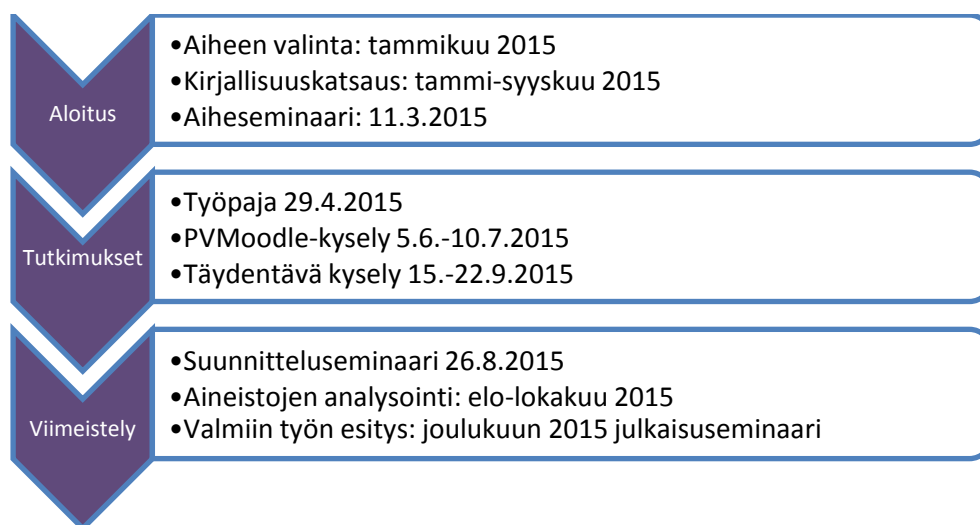 Aloitus
•Aiheen valinta: tammikuu 2015
•Kirjallisuuskatsaus: tammi-syyskuu 2015
•Aiheseminaari: 11.3.2015
Tutkimukset
•Työpaja 29.4.2015
•PVMoodle-kysely 5.6.-10.7.2015
•Täydentävä kysely 15.-22.9.2015
Viimeistely
•Suunnitteluseminaari 26.8.2015
•Aineistojen analysointi: elo-lokakuu 2015
•Valmiin työn esitys: joulukuun 2015 julkaisuseminaari